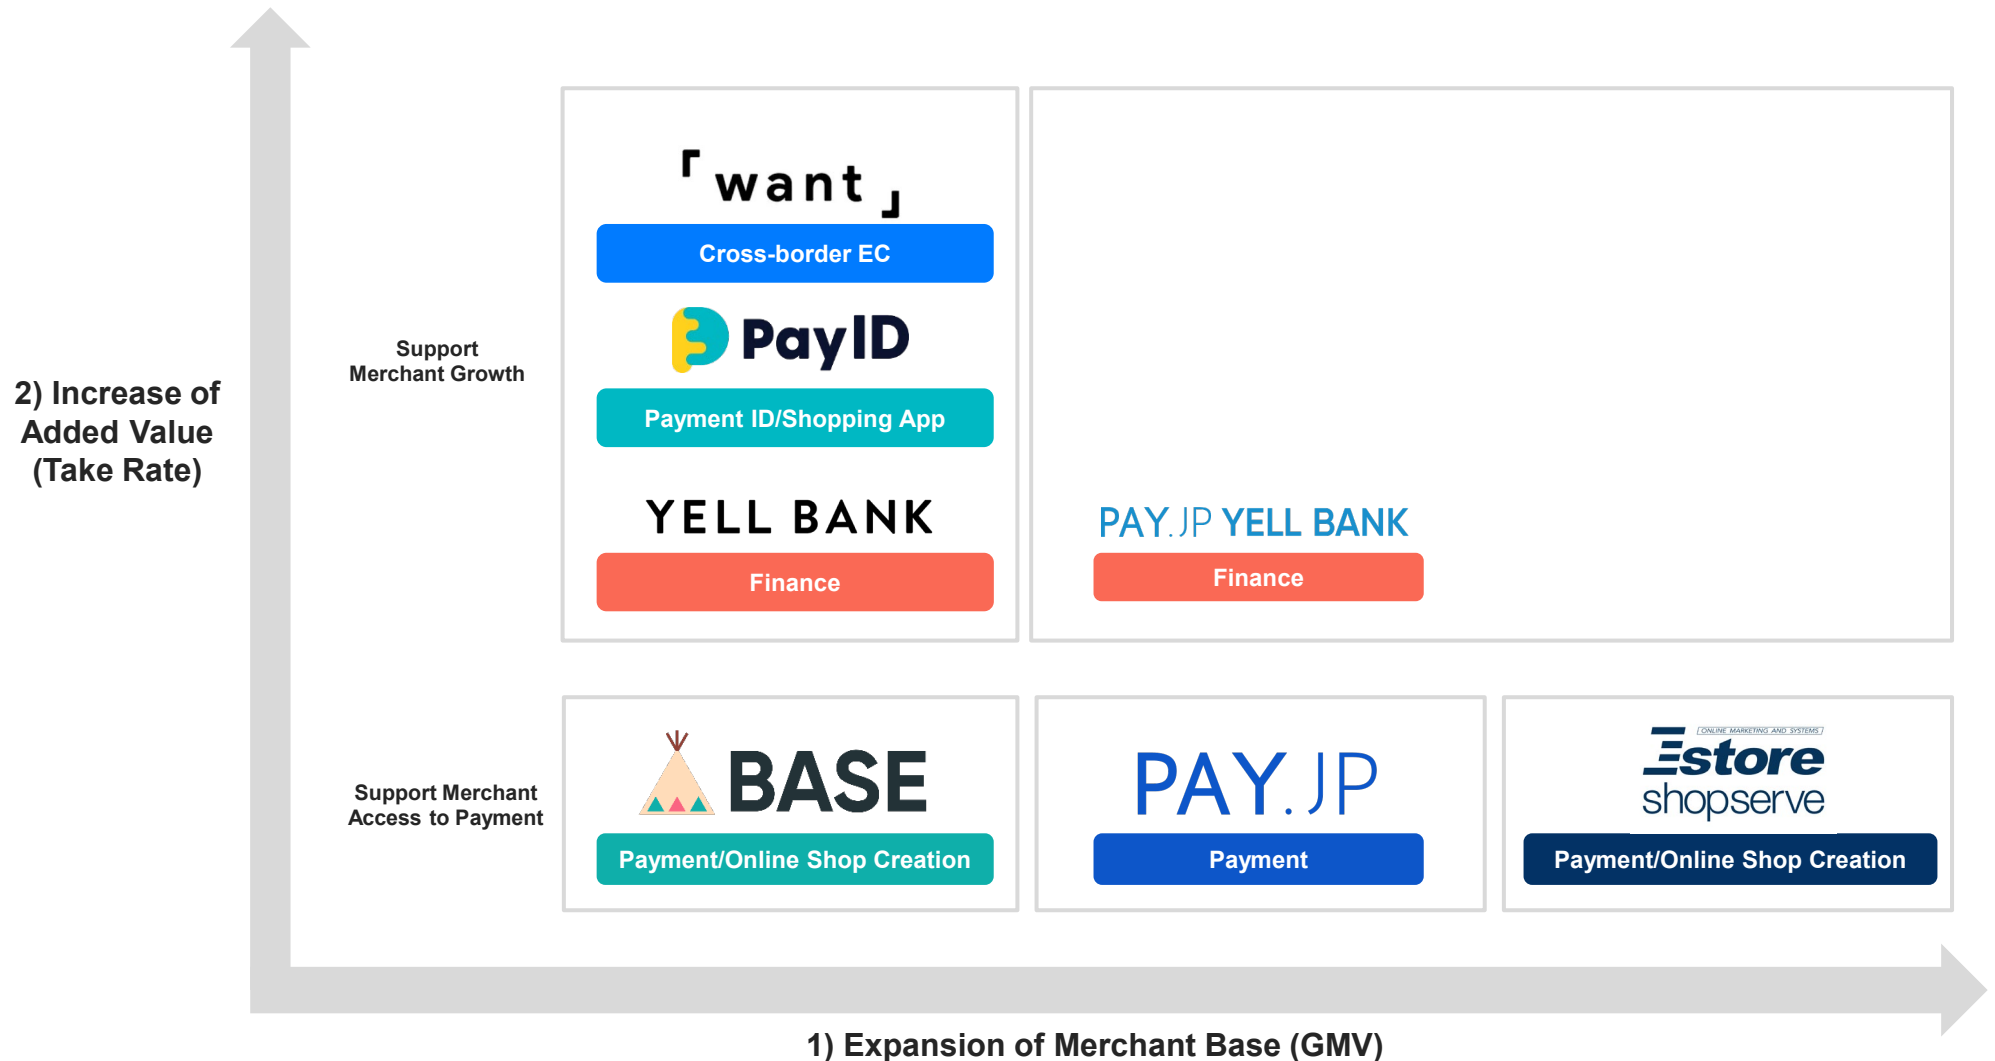 「want」
Cross-border EC
PayID
Payment ID/Shopping App
YELL BANK
Finance
PAY.JP YELL BANK
Finance
Support
Merchant Growth
2) Increase of
Added Value
(Take Rate)
Support Merchant
Access to Payment
BASE
Payment/Online Shop Creation
PAY.JP
Payment
ONLINE MARKETING AND SYSTEMS
Estore
shopserve
Payment/Online Shop Creation
1) Expansion of Merchant Base (GMV)